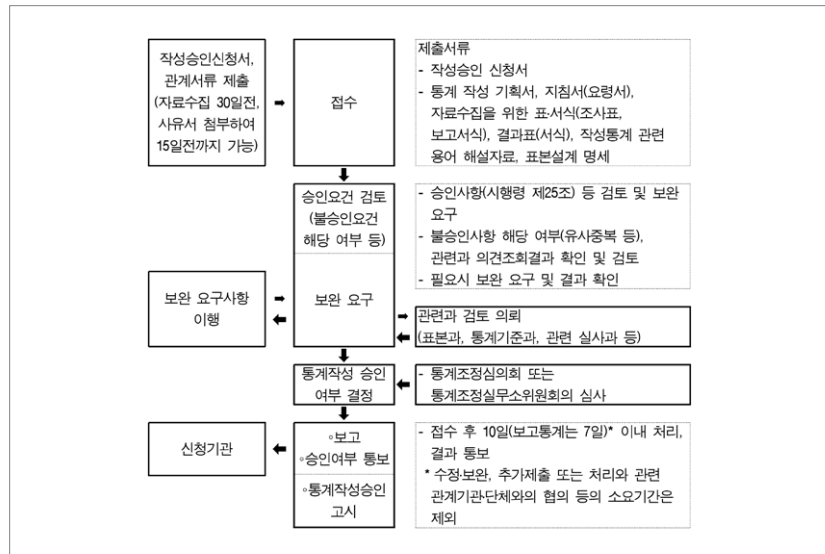 작성승인신청서,
관계서류 제출
(자료수집 30일전,
사유서 첨부하여
15일전까지 가능)
접수
제출서류
- 작성승인 신청서
- 통계 작성 기획서, 지침서(요령서),
자료수집을 위한 표·서식(조사표,
보고서식), 결과표(서식), 작성통계 관련
용어 해설자료, 표본설계 명세
승인요건 검토
(불승인요건
해당 여부 등)
- 승인사항(시행령 제25조) 등 검토 및 보완
요구
- 불승인사항 해당 여부(유사중복 등),
관련과 의견조회결과 확인 및 검토
- 필요시 보완 요구 및 결과 확인
보완 요구사항
이행
보완 요구
관련과 검토 의뢰
(표본과, 통계기준과, 관련 실사과 등)
통계작성 승인
여부 결정
- 통계조정심의회 또는
통계조정실무소위원회의 심사
신청기관
◦보고
◦승인여부 통보
◦통계작성승인
고시
- 접수 후 10일(보고통계는 7일)* 이내 처리,
결과 통보
* 수정·보완, 추가제출 또는 처리와 관련
관계기관·단체와의 협의 등의 소요기간은
제외